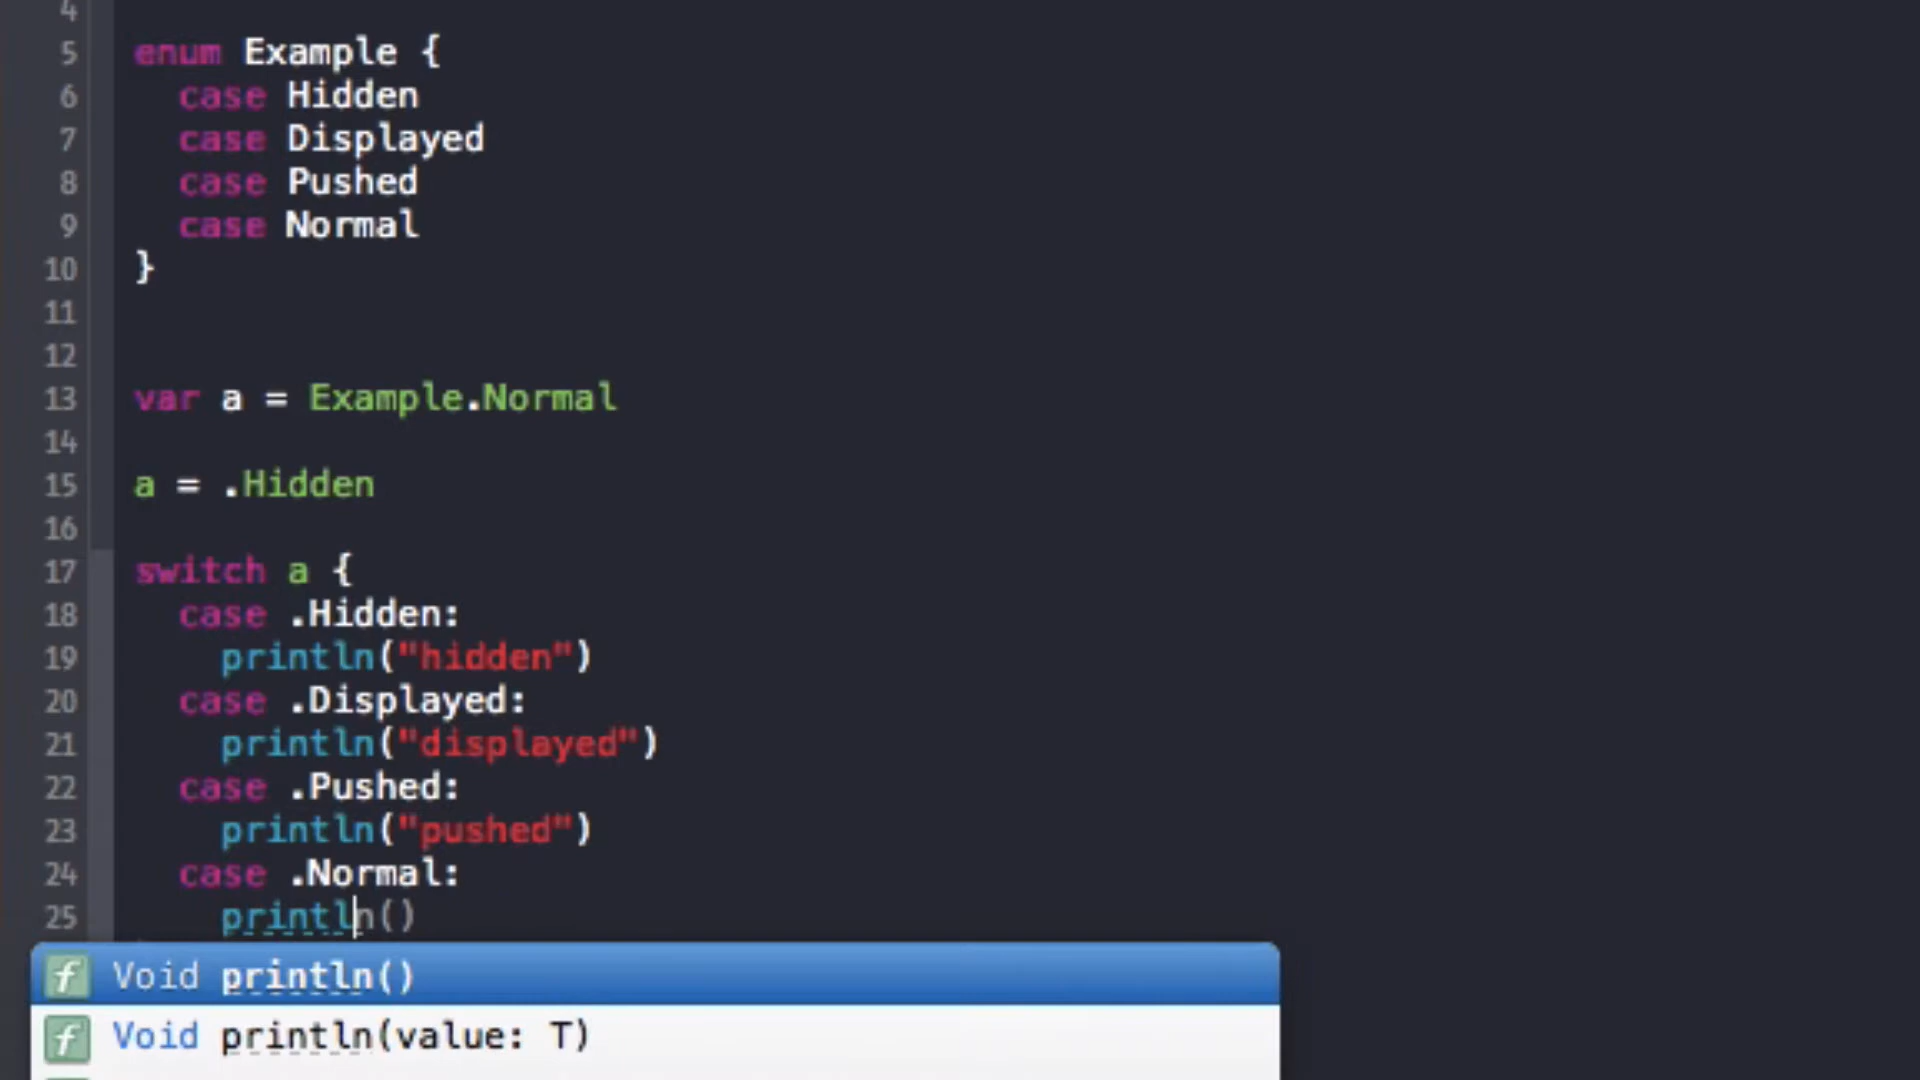 4
5 enum Example {
6 case Hidden
7 case Displayed
8 case Pushed
9 case Normal
10 }
11
12
13 var a = Example.Normal
14
15 a = .Hidden
16
17 switch a {
18 case .Hidden:
19 println("hidden")
20 case .Displayed:
21 println("displayed")
22 case .Pushed:
23 println("pushed")
24 case .Normal:
25 println()
f Void println()
f Void println(value: T)